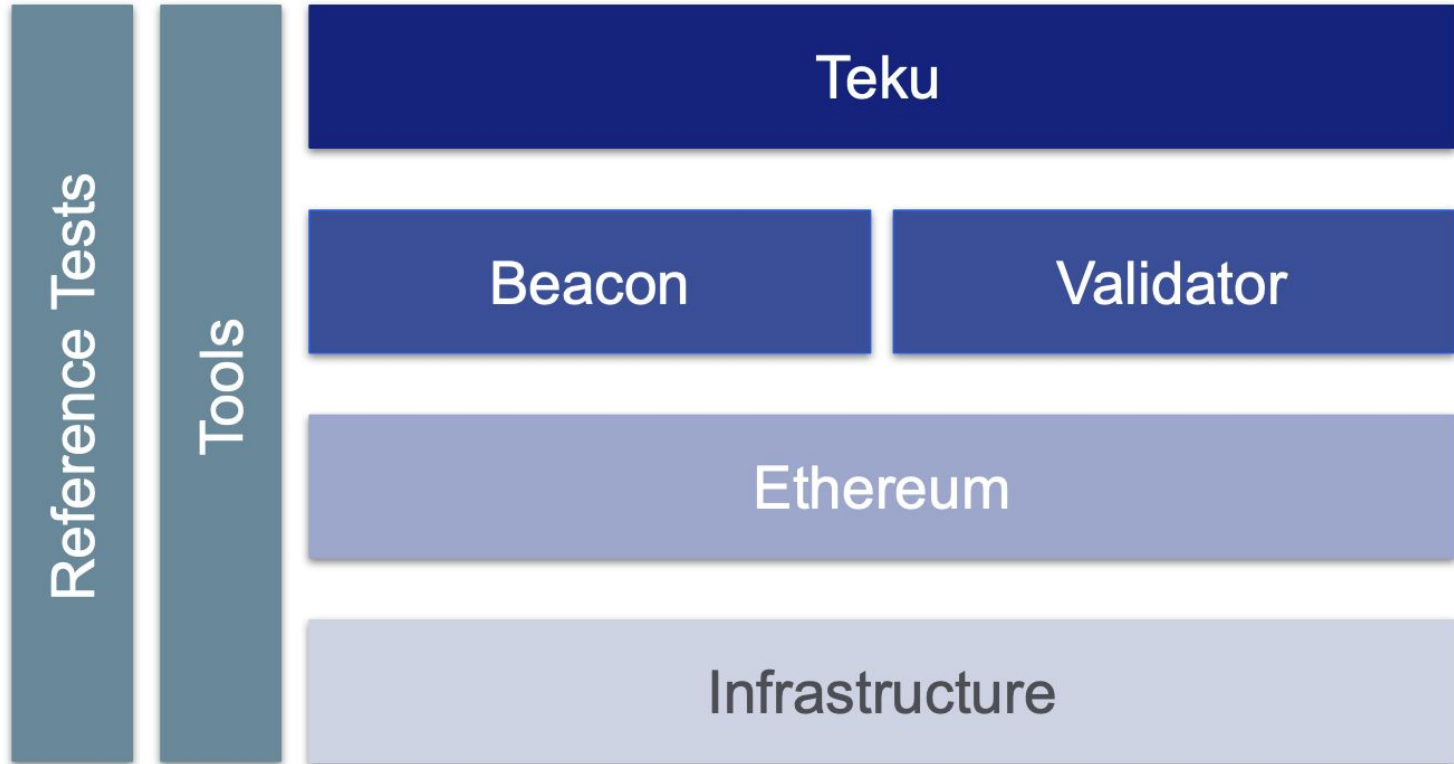 Reference Tests
Tools
Teku
Beacon
Validator
Ethereum
Infrastructure